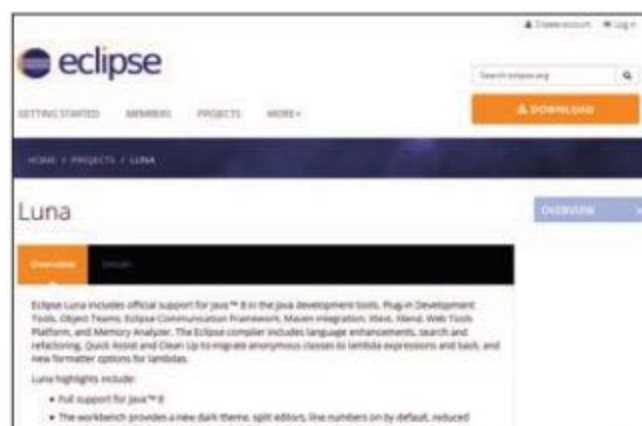 Create account Log in
eclipse
Search eclipse.org
DOWNLOAD
GETTING STARTED MEMBERS PROJECTS MORE
HOME / PROJECTS / LUNA
Luna
OVERVIEW
Overview Details
Eclipse Luna includes official support for Java™ 8 in the Java development tools, Plug-in Development
Tools, Object Teams, Eclipse Communication Framework, Maven integration, Xtext, Xtend, Web Tools
Platform, and Memory Analyzer. The Eclipse compiler includes language enhancements, search and
refactoring, Quick Assist and Clean Up to migrate anonymous classes to lambda expressions and back, and
new formatter options for lambdas.
Luna highlights include:
• Full support for Java™ 8
• The workbench provides a new dark theme, split editors, line numbers on by default, reduced